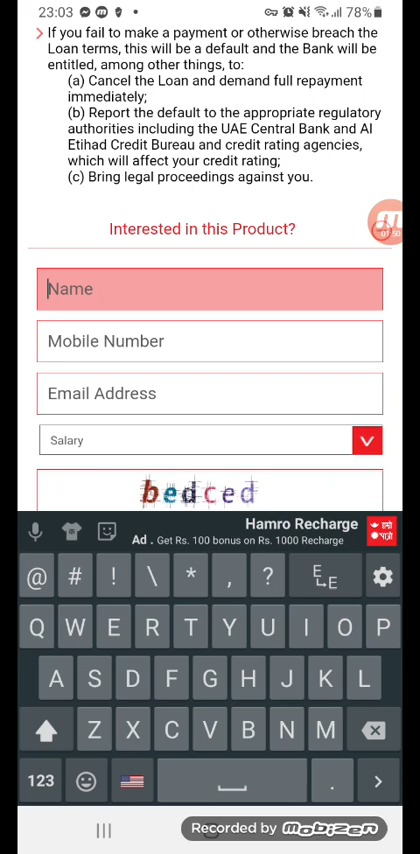 23:03
78%
If you fail to make a payment or otherwise breach the
Loan terms, this will be a default and the Bank will be
entitled, among other things, to:
(a) Cancel the Loan and demand full repayment
immediately;
(b) Report the default to the appropriate regulatory
authorities including the UAE Central Bank and Al
Etihad Credit Bureau and credit rating agencies,
which will affect your credit rating;
(c) Bring legal proceedings against you.
01:50
Interested in this Product?
Name
Mobile Number
Email Address
Salary
bedced
Hamro Recharge
Ad . Get Rs. 100 bonus on Rs. 1000 Recharge
हाम्रो
पात्रो
@ # ! \ * , ? E E
Q W E R T Y U I O P
A S D F G H J K L
Z X C V B N M
123 .
Recorded by mobizen